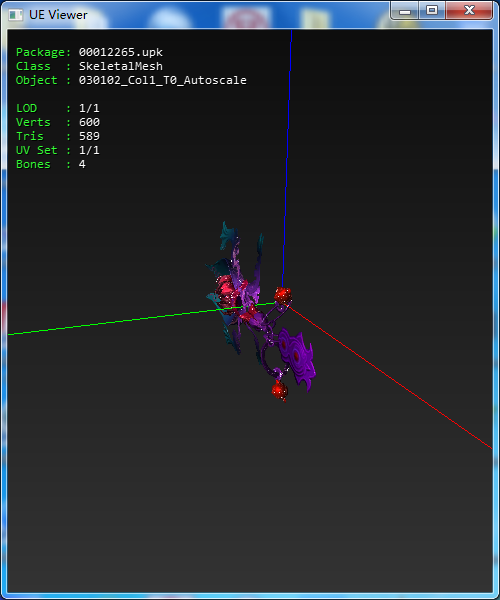 UE Viewer
Package: 00012265.upk
Class : SkeletalMesh
Object : 030102_Col1_T0_Autoscale
LOD : 1/1
Verts : 600
Tris : 589
UV Set : 1/1
Bones : 4